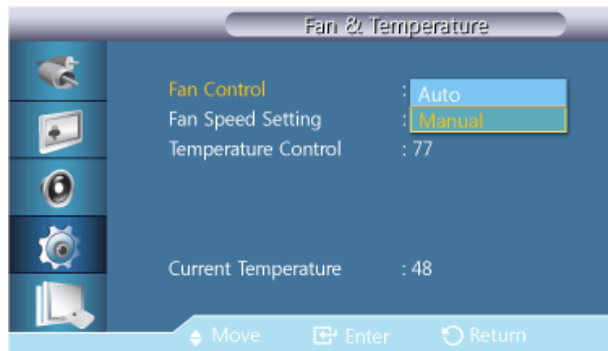 Fan & Temperature
Fan Control : Auto
Fan Speed Setting : Manual
Temperature Control : 77
Current Temperature : 48
Move Enter Return